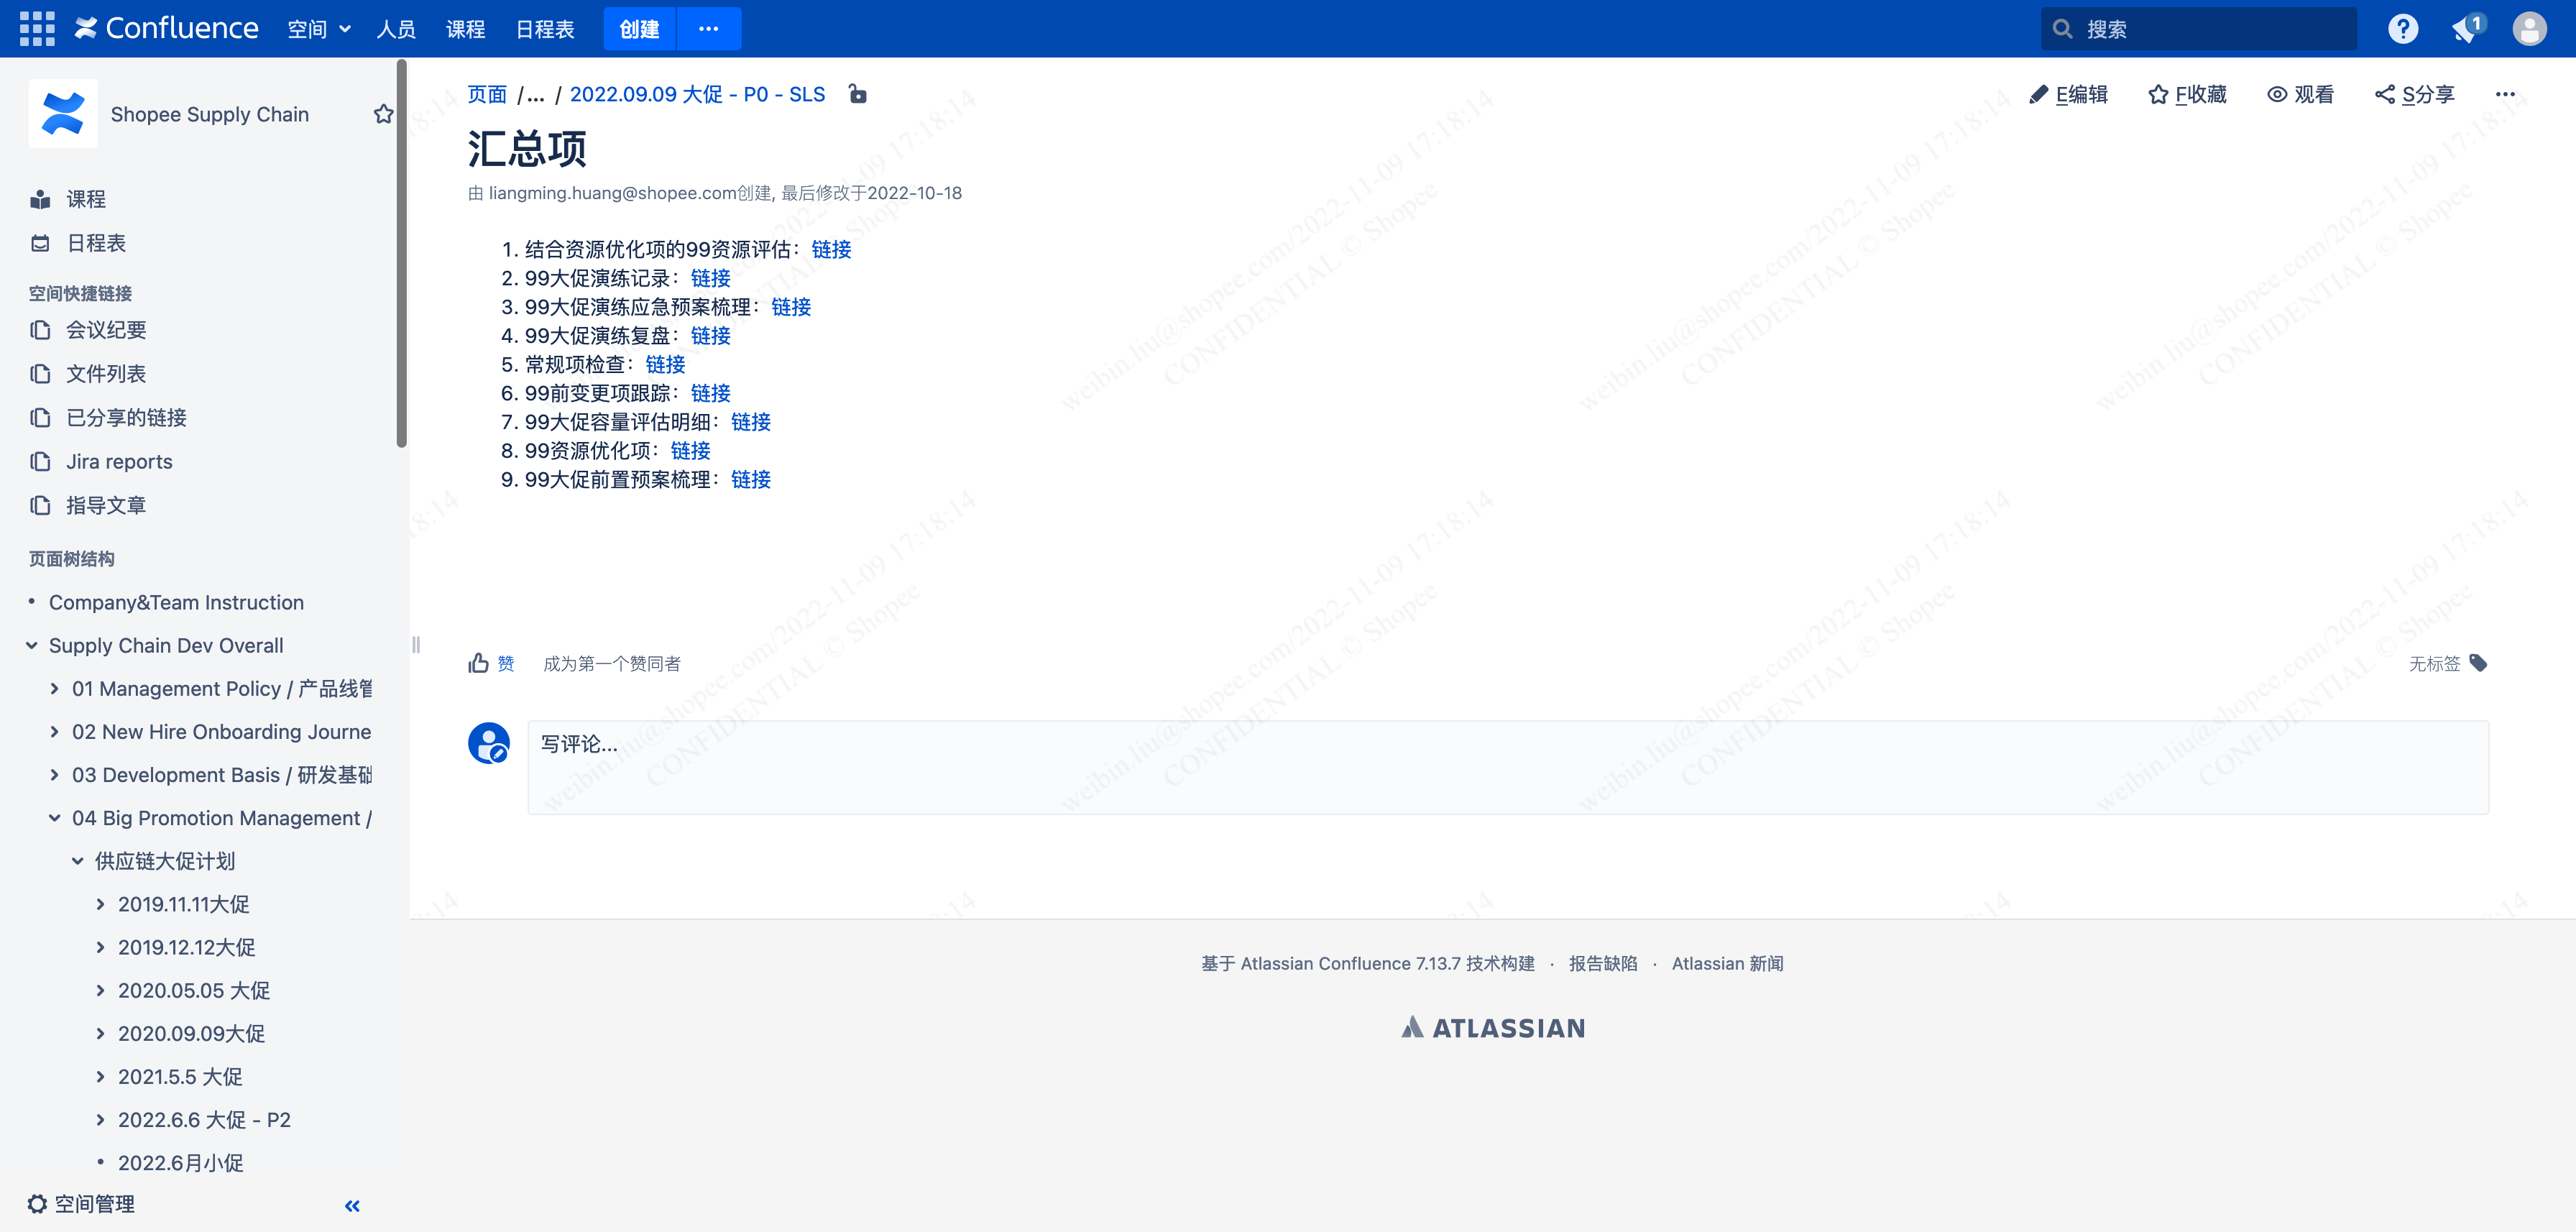 Confluence 空间 人员 课程 日程表 创建 ... 搜索 ? 1
Shopee Supply Chain
课程
日程表
空间快捷链接
会议纪要
文件列表
已分享的链接
Jira reports
指导文章
页面树结构
• Company&Team Instruction
Supply Chain Dev Overall
01 Management Policy / 产品线管
02 New Hire Onboarding Journe
03 Development Basis / 研发基础
04 Big Promotion Management /
供应链大促计划
2019.11.11大促
2019.12.12大促
2020.05.05 大促
2020.09.09大促
2021.5.5 大促
2022.6.6 大促 - P2
• 2022.6月小促
空间管理
页面 /... / 2022.09.09 大促 - P0 - SLS
E编辑 F收藏 观看 S分享 ...
汇总项
由 liangming.huang@shopee.com创建, 最后修改于2022-10-18
1. 结合资源优化项的99资源评估：链接
2. 99大促演练记录：链接
3. 99大促演练应急预案梳理：链接
4. 99大促演练复盘：链接
5. 常规项检查：链接
6. 99前变更项跟踪：链接
7. 99大促容量评估明细：链接
8. 99资源优化项：链接
9. 99大促前置预案梳理：链接
赞 成为第一个赞同者
无标签
写评论...
基于 Atlassian Confluence 7.13.7 技术构建 · 报告缺陷 · Atlassian 新闻
ATLASSIAN
weibin.liu@shopee.com/2022-11-09 17:18:14
CONFIDENTIAL © Shopee